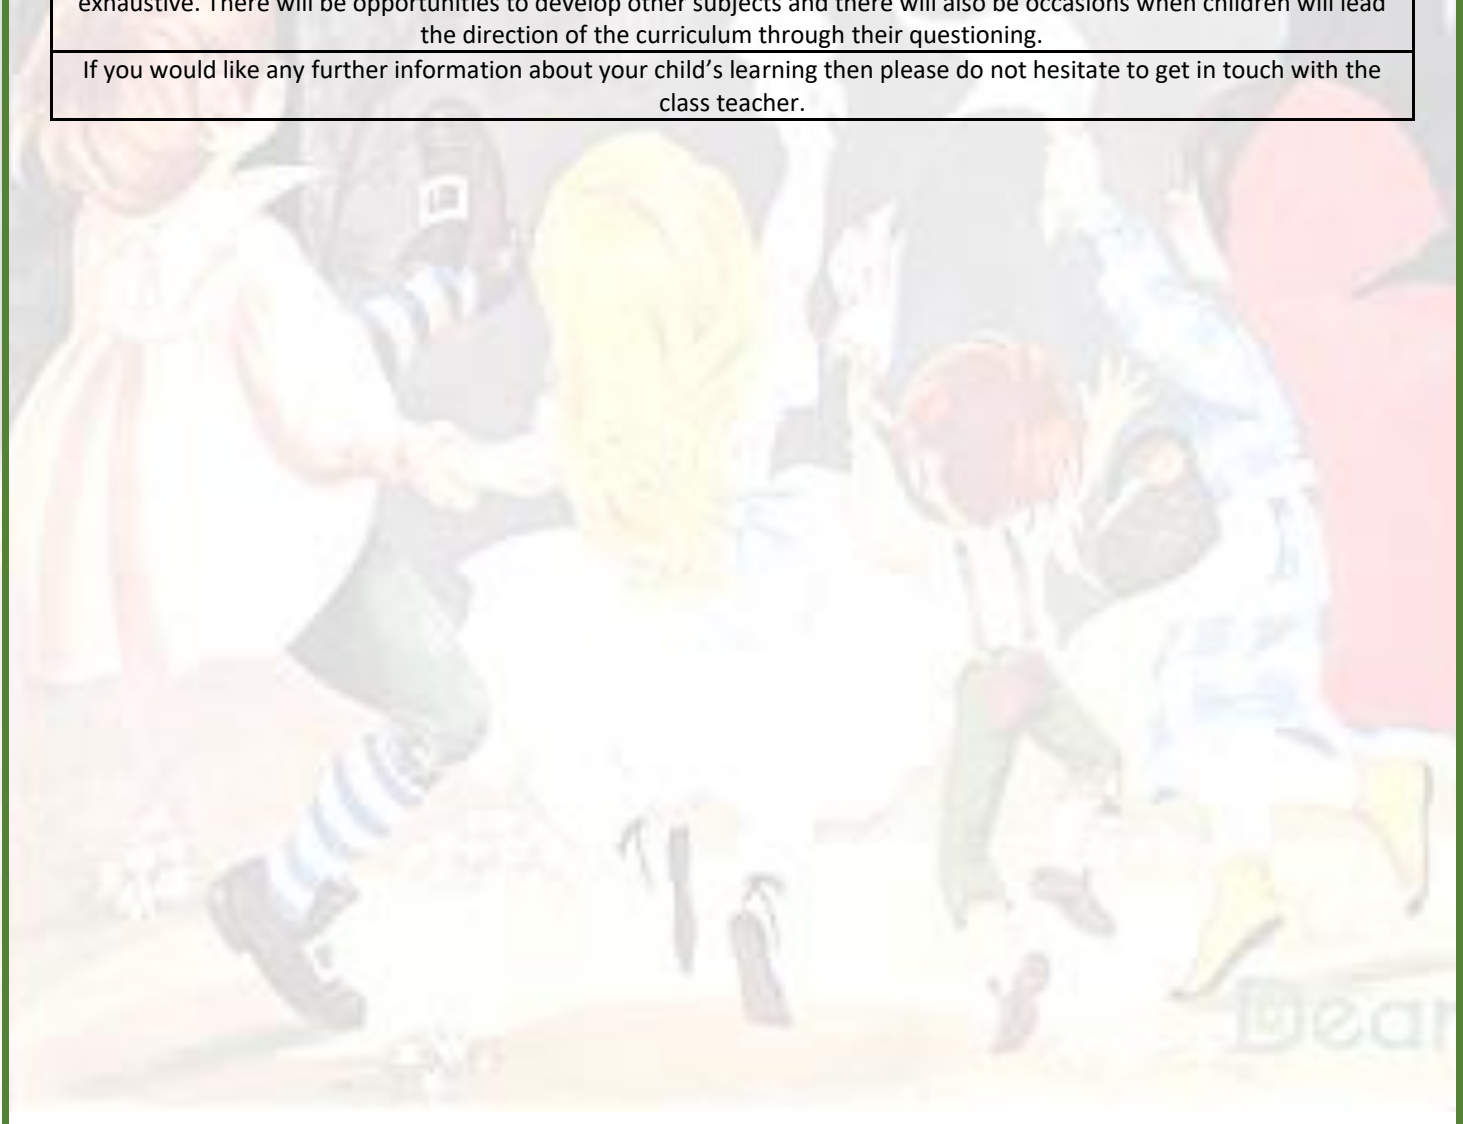 exhaustive. There will be opportunities to develop other subjects and there will also be occasions when children will lead
the direction of the curriculum through their questioning.
If you would like any further information about your child’s learning then please do not hesitate to get in touch with the
class teacher.
Dear